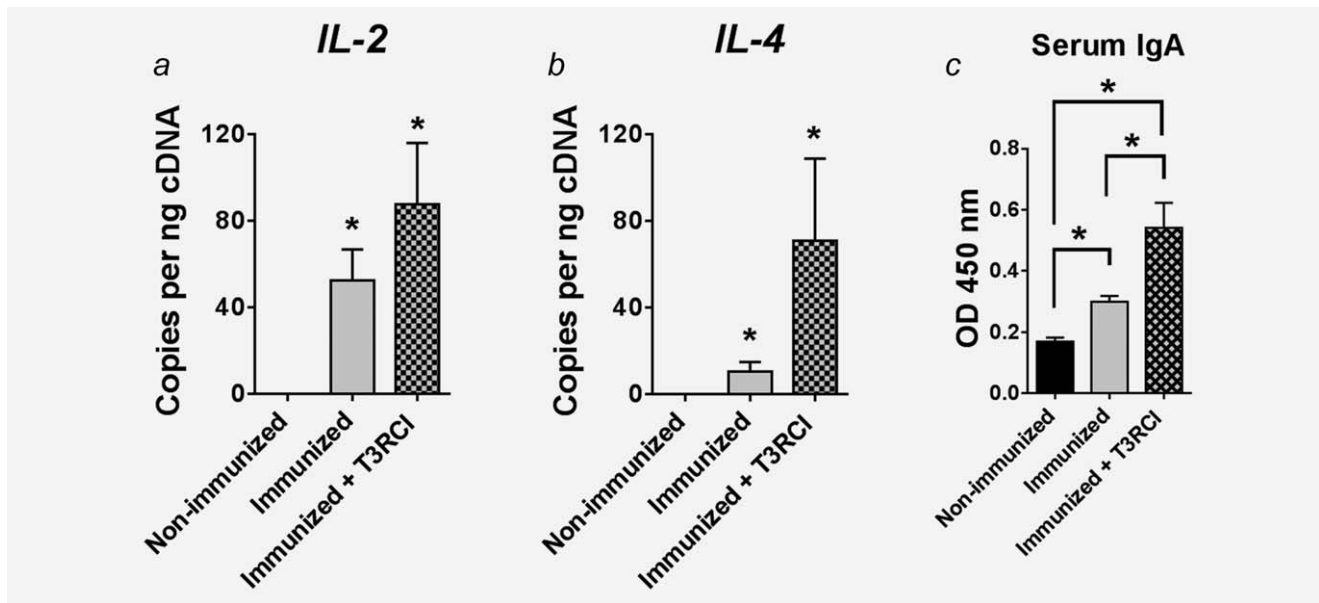 a
IL-2
Copies per ng cDNA
120
80
40
0
*
*
Non-immunized
Immunized
Immunized + T3RCI
b
IL-4
Copies per ng cDNA
120
80
40
0
*
*
Non-immunized
Immunized
Immunized + T3RCI
c
Serum IgA
OD 450 nm
0.8
0.6
0.4
0.2
0.0
*
*
*
Non-immunized
Immunized
Immunized + T3RCI